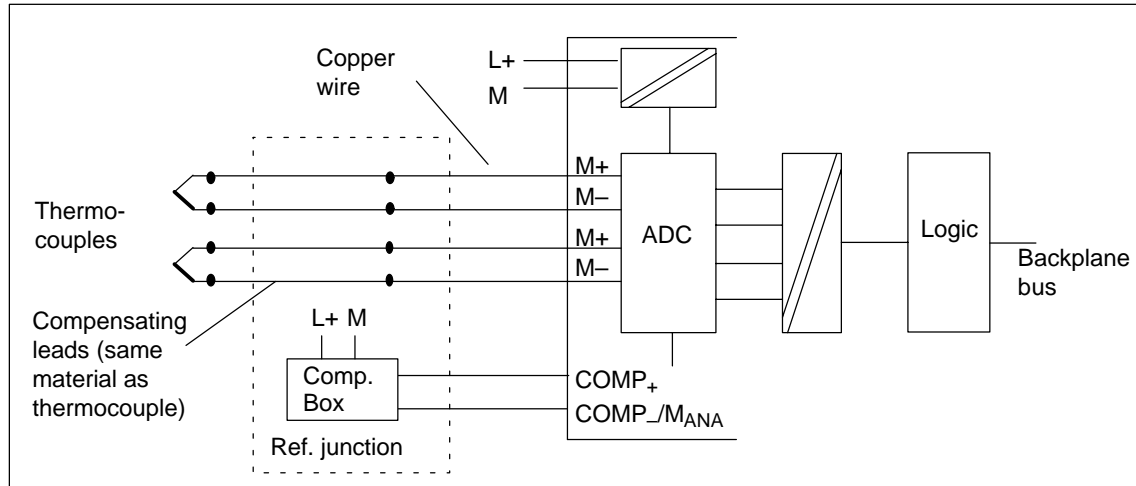 Copper
wire
L+
M
M+
M–
M+
M–
ADC
Logic
Backplane
bus
Thermo-
couples
Compensating
leads (same
material as
thermocouple)
L+ M
Comp.
Box
Ref. junction
COMP+
COMP–/MANA